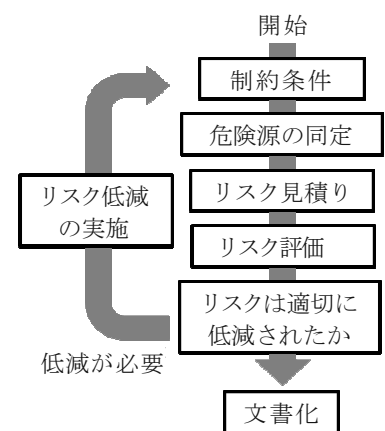 開始
制約条件
危険源の同定
リスク見積り
リスク評価
リスクは適切に
低減されたか
リスク低減
の実施
低減が必要
文書化